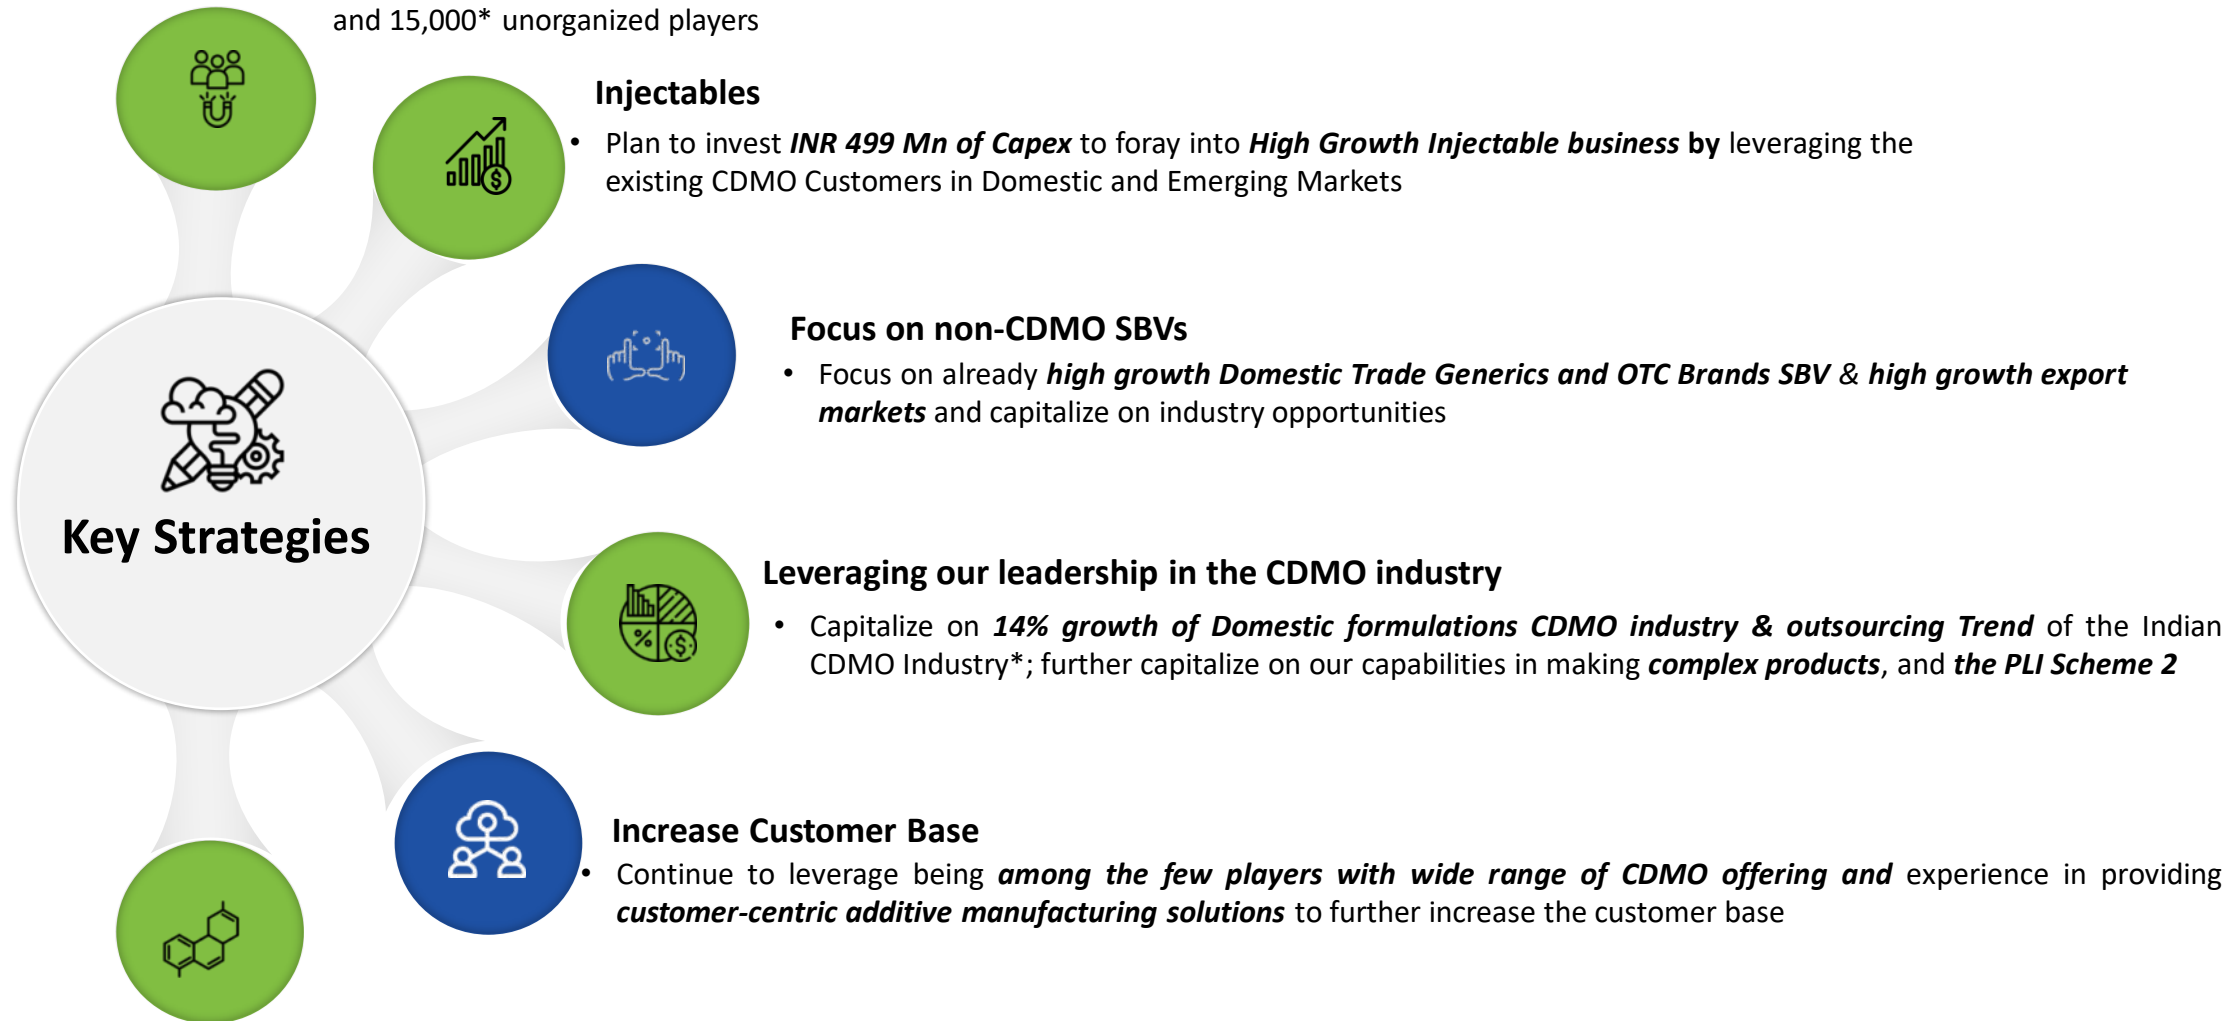 and 15,000* unorganized players
Injectables
• Plan to invest INR 499 Mn of Capex to foray into High Growth Injectable business by leveraging the
existing CDMO Customers in Domestic and Emerging Markets
Focus on non-CDMO SBVs
• Focus on already high growth Domestic Trade Generics and OTC Brands SBV & high growth export
markets and capitalize on industry opportunities
Key Strategies
Leveraging our leadership in the CDMO industry
• Capitalize on 14% growth of Domestic formulations CDMO industry & outsourcing Trend of the Indian
CDMO Industry*; further capitalize on our capabilities in making complex products, and the PLI Scheme 2
Increase Customer Base
• Continue to leverage being among the few players with wide range of CDMO offering and experience in providing
customer-centric additive manufacturing solutions to further increase the customer base